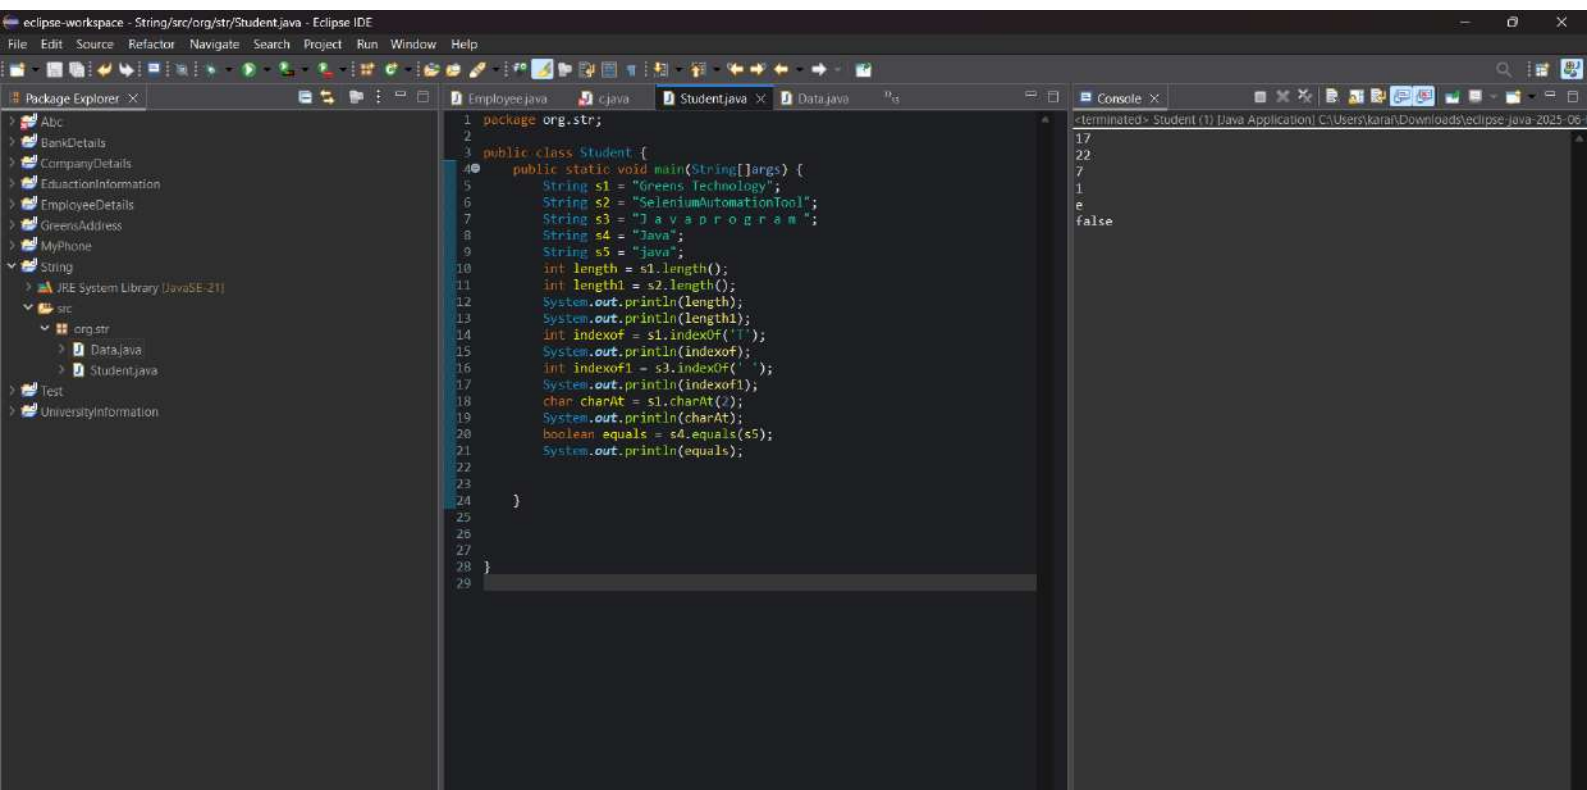 eclipse-workspace - String/src/org/str/Student.java - Eclipse IDE
File Edit Source Refactor Navigate Search Project Run Window Help
Package Explorer
Abc
BankDetails
CompanyDetails
EduactionInformation
EmployeeDetails
GreensAddress
MyPhone
String
JRE System Library [JavaSE-21]
src
org.str
Data.java
Student.java
Test
UniversityInformation
Employee.java c.java Student.java Data.java
1 package org.str;
2
3 public class Student {
4 public static void main(String[]args) {
5 String s1 = "Greens Technology";
6 String s2 = "SeleniumAutomationTool";
7 String s3 = "J a v a p r o g r a m ";
8 String s4 = "Java";
9 String s5 = "java";
10 int length = s1.length();
11 int length1 = s2.length();
12 System.out.println(length);
13 System.out.println(length1);
14 int indexof = s1.indexOf('T');
15 System.out.println(indexof);
16 int indexof1 = s3.indexOf(' ');
17 System.out.println(indexof1);
18 char charAt = s1.charAt(2);
19 System.out.println(charAt);
20 boolean equals = s4.equals(s5);
21 System.out.println(equals);
22
23
24 }
25
26
27
28 }
29
Console
<terminated> Student (1) [Java Application] C:\Users\karai\Downloads\eclipse-java-2025-06-
17
22
7
1
e
false